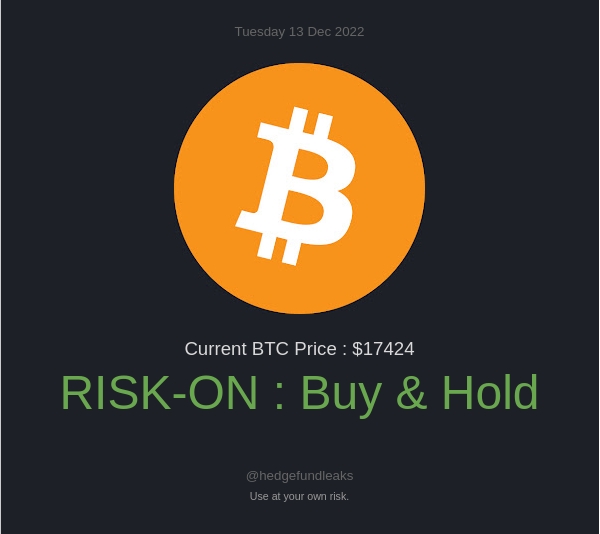 Tuesday 13 Dec 2022
Current BTC Price : $17424
RISK-ON : Buy & Hold
@hedgefundleaks
Use at your own risk.